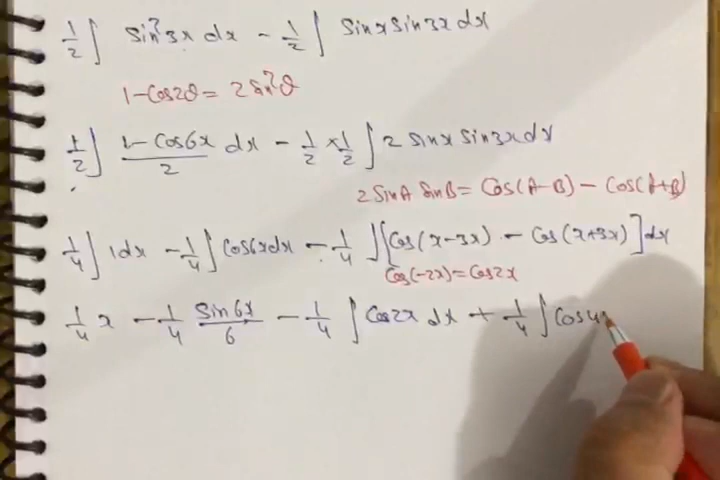 1/2 ∫ sin²3x dx - 1/2 ∫ sinx sin3x dx
1-Cos2θ = 2 Sin²θ
1/2 ∫ (1-Cos6x)/2 dx - 1/2 × 1/2 ∫ 2 sinx sin3x dx
2 SinA SinB = Cos(A-B) - Cos(A+B)
1/4 ∫ 1dx - 1/4 ∫ Cos6x dx - 1/4 ∫ [Cos(x-3x) - Cos(x+3x)] dx
Cos(-2x) = Cos2x
1/4 x - 1/4 Sin6x/6 - 1/4 ∫ Cos2x dx + 1/4 ∫ Cos4